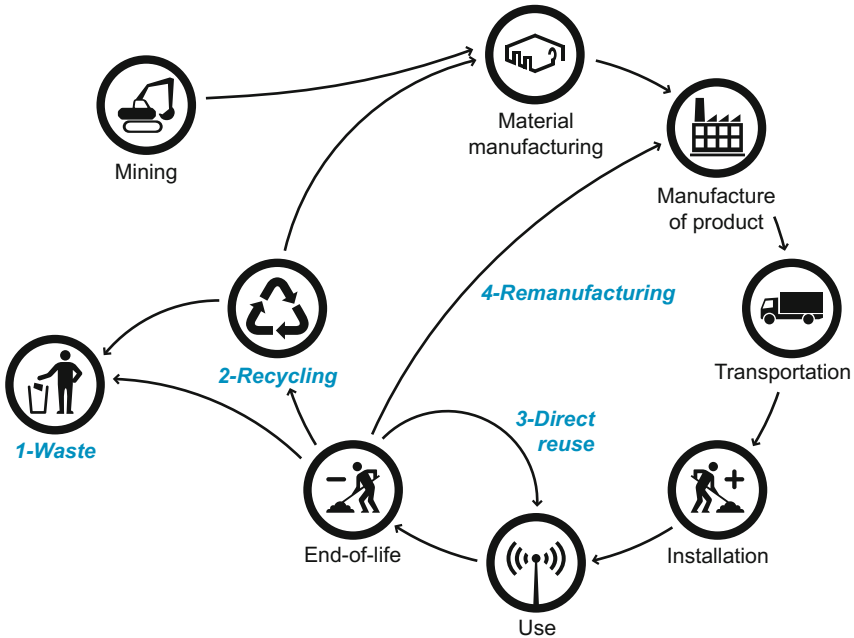 Material
manufacturing
Mining
Manufacture
of product
4-Remanufacturing
Transportation
2-Recycling
3-Direct
reuse
1-Waste
End-of-life
Installation
Use